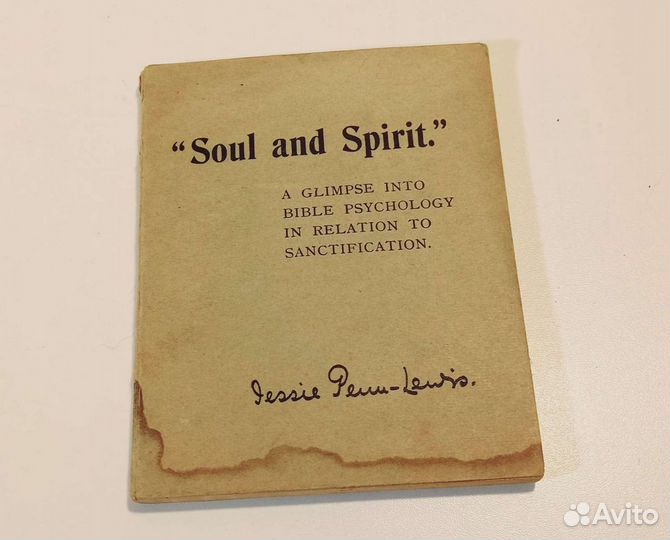 "Soul and Spirit."
A GLIMPSE INTO
BIBLE PSYCHOLOGY
IN RELATION TO
SANCTIFICATION.
Jessie Penn-Lewis.
Avito